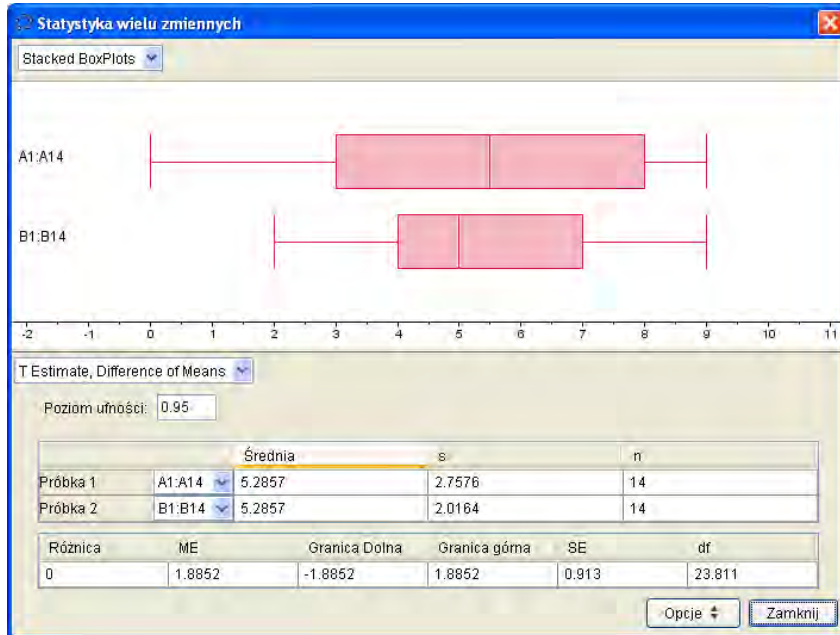 Statystyka wielu zmiennych
Stacked BoxPlots
A1:A14
B1:B14
-2 -1 0 1 2 3 4 5 6 7 8 9 10 11
T Estimate, Difference of Means
Poziom ufności: 0.95
Średnia s n
Próbka 1 A1:A14 5.2857 2.7576 14
Próbka 2 B1:B14 5.2857 2.0164 14
Różnica ME Granica Dolna Granica górna SE df
0 1.8852 -1.8852 1.8852 0.913 23.811
Opcje Zamknij